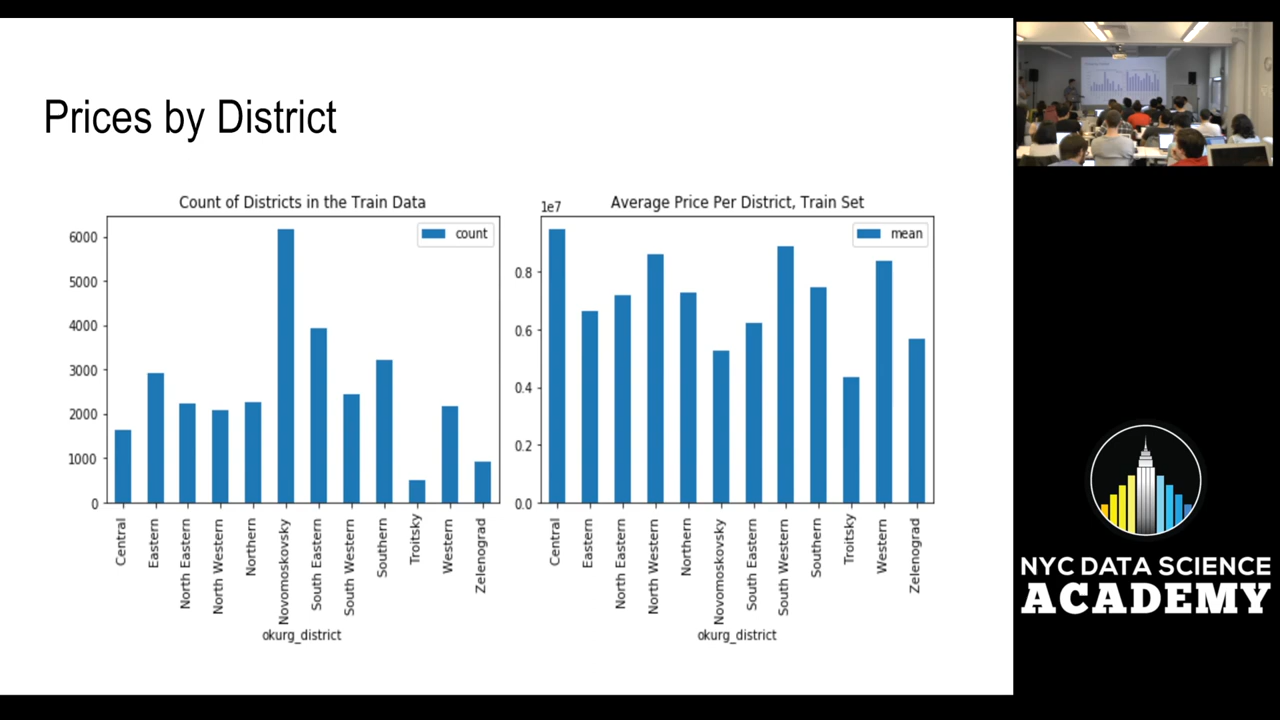 Prices by District
Count of Districts in the Train Data
count
6000
5000
4000
3000
2000
1000
0
Central
Eastern
North Eastern
North Western
Northern
Novomoskovsky
South Eastern
South Western
Southern
Troitsky
Western
Zelenograd
okurg_district
1e7
Average Price Per District, Train Set
mean
0.8
0.6
0.4
0.2
0.0
Central
Eastern
North Eastern
North Western
Northern
Novomoskovsky
South Eastern
South Western
Southern
Troitsky
Western
Zelenograd
okurg_district
NYC DATA SCIENCE
ACADEMY